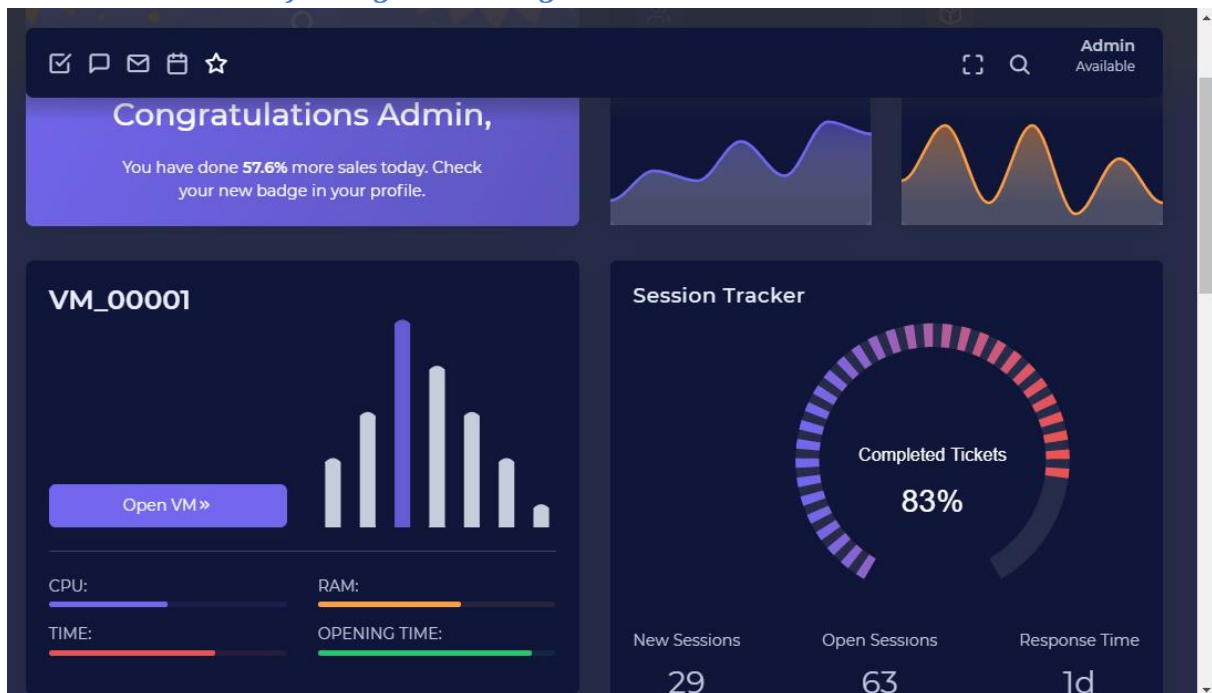 Admin
Available
Congratulations Admin,
You have done 57.6% more sales today. Check
your new badge in your profile.
VM_00001
Open VM»
CPU:
RAM:
TIME:
OPENING TIME:
Session Tracker
Completed Tickets
83%
New Sessions
Open Sessions
Response Time
29
63
1d